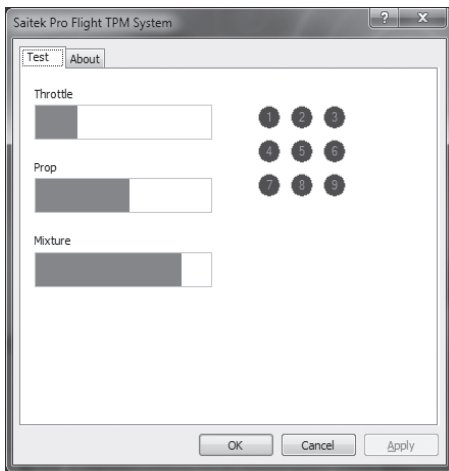 Saitek Pro Flight TPM System
? X
Test About
Throttle
1 2 3
4 5 6
Prop
7 8 9
Mixture
OK Cancel Apply